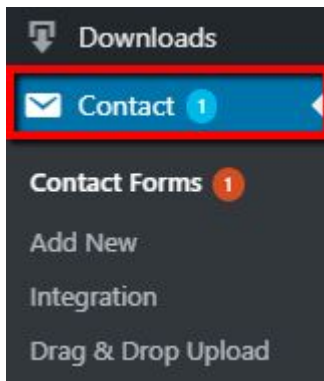 Downloads
Contact 1
Contact Forms 1
Add New
Integration
Drag & Drop Upload